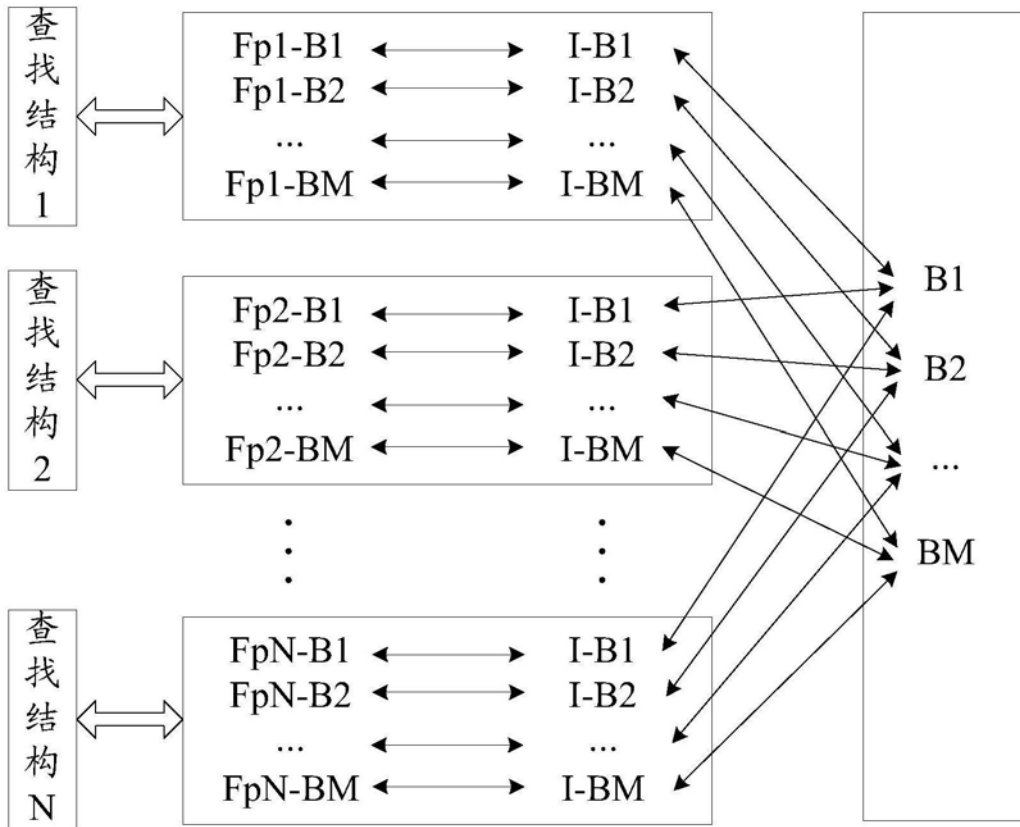 查找结构1
Fp1-B1 I-B1
Fp1-B2 I-B2
... ...
Fp1-BM I-BM
查找结构2
Fp2-B1 I-B1
Fp2-B2 I-B2
... ...
Fp2-BM I-BM
查找结构N
FpN-B1 I-B1
FpN-B2 I-B2
... ...
FpN-BM I-BM
B1
B2
...
BM